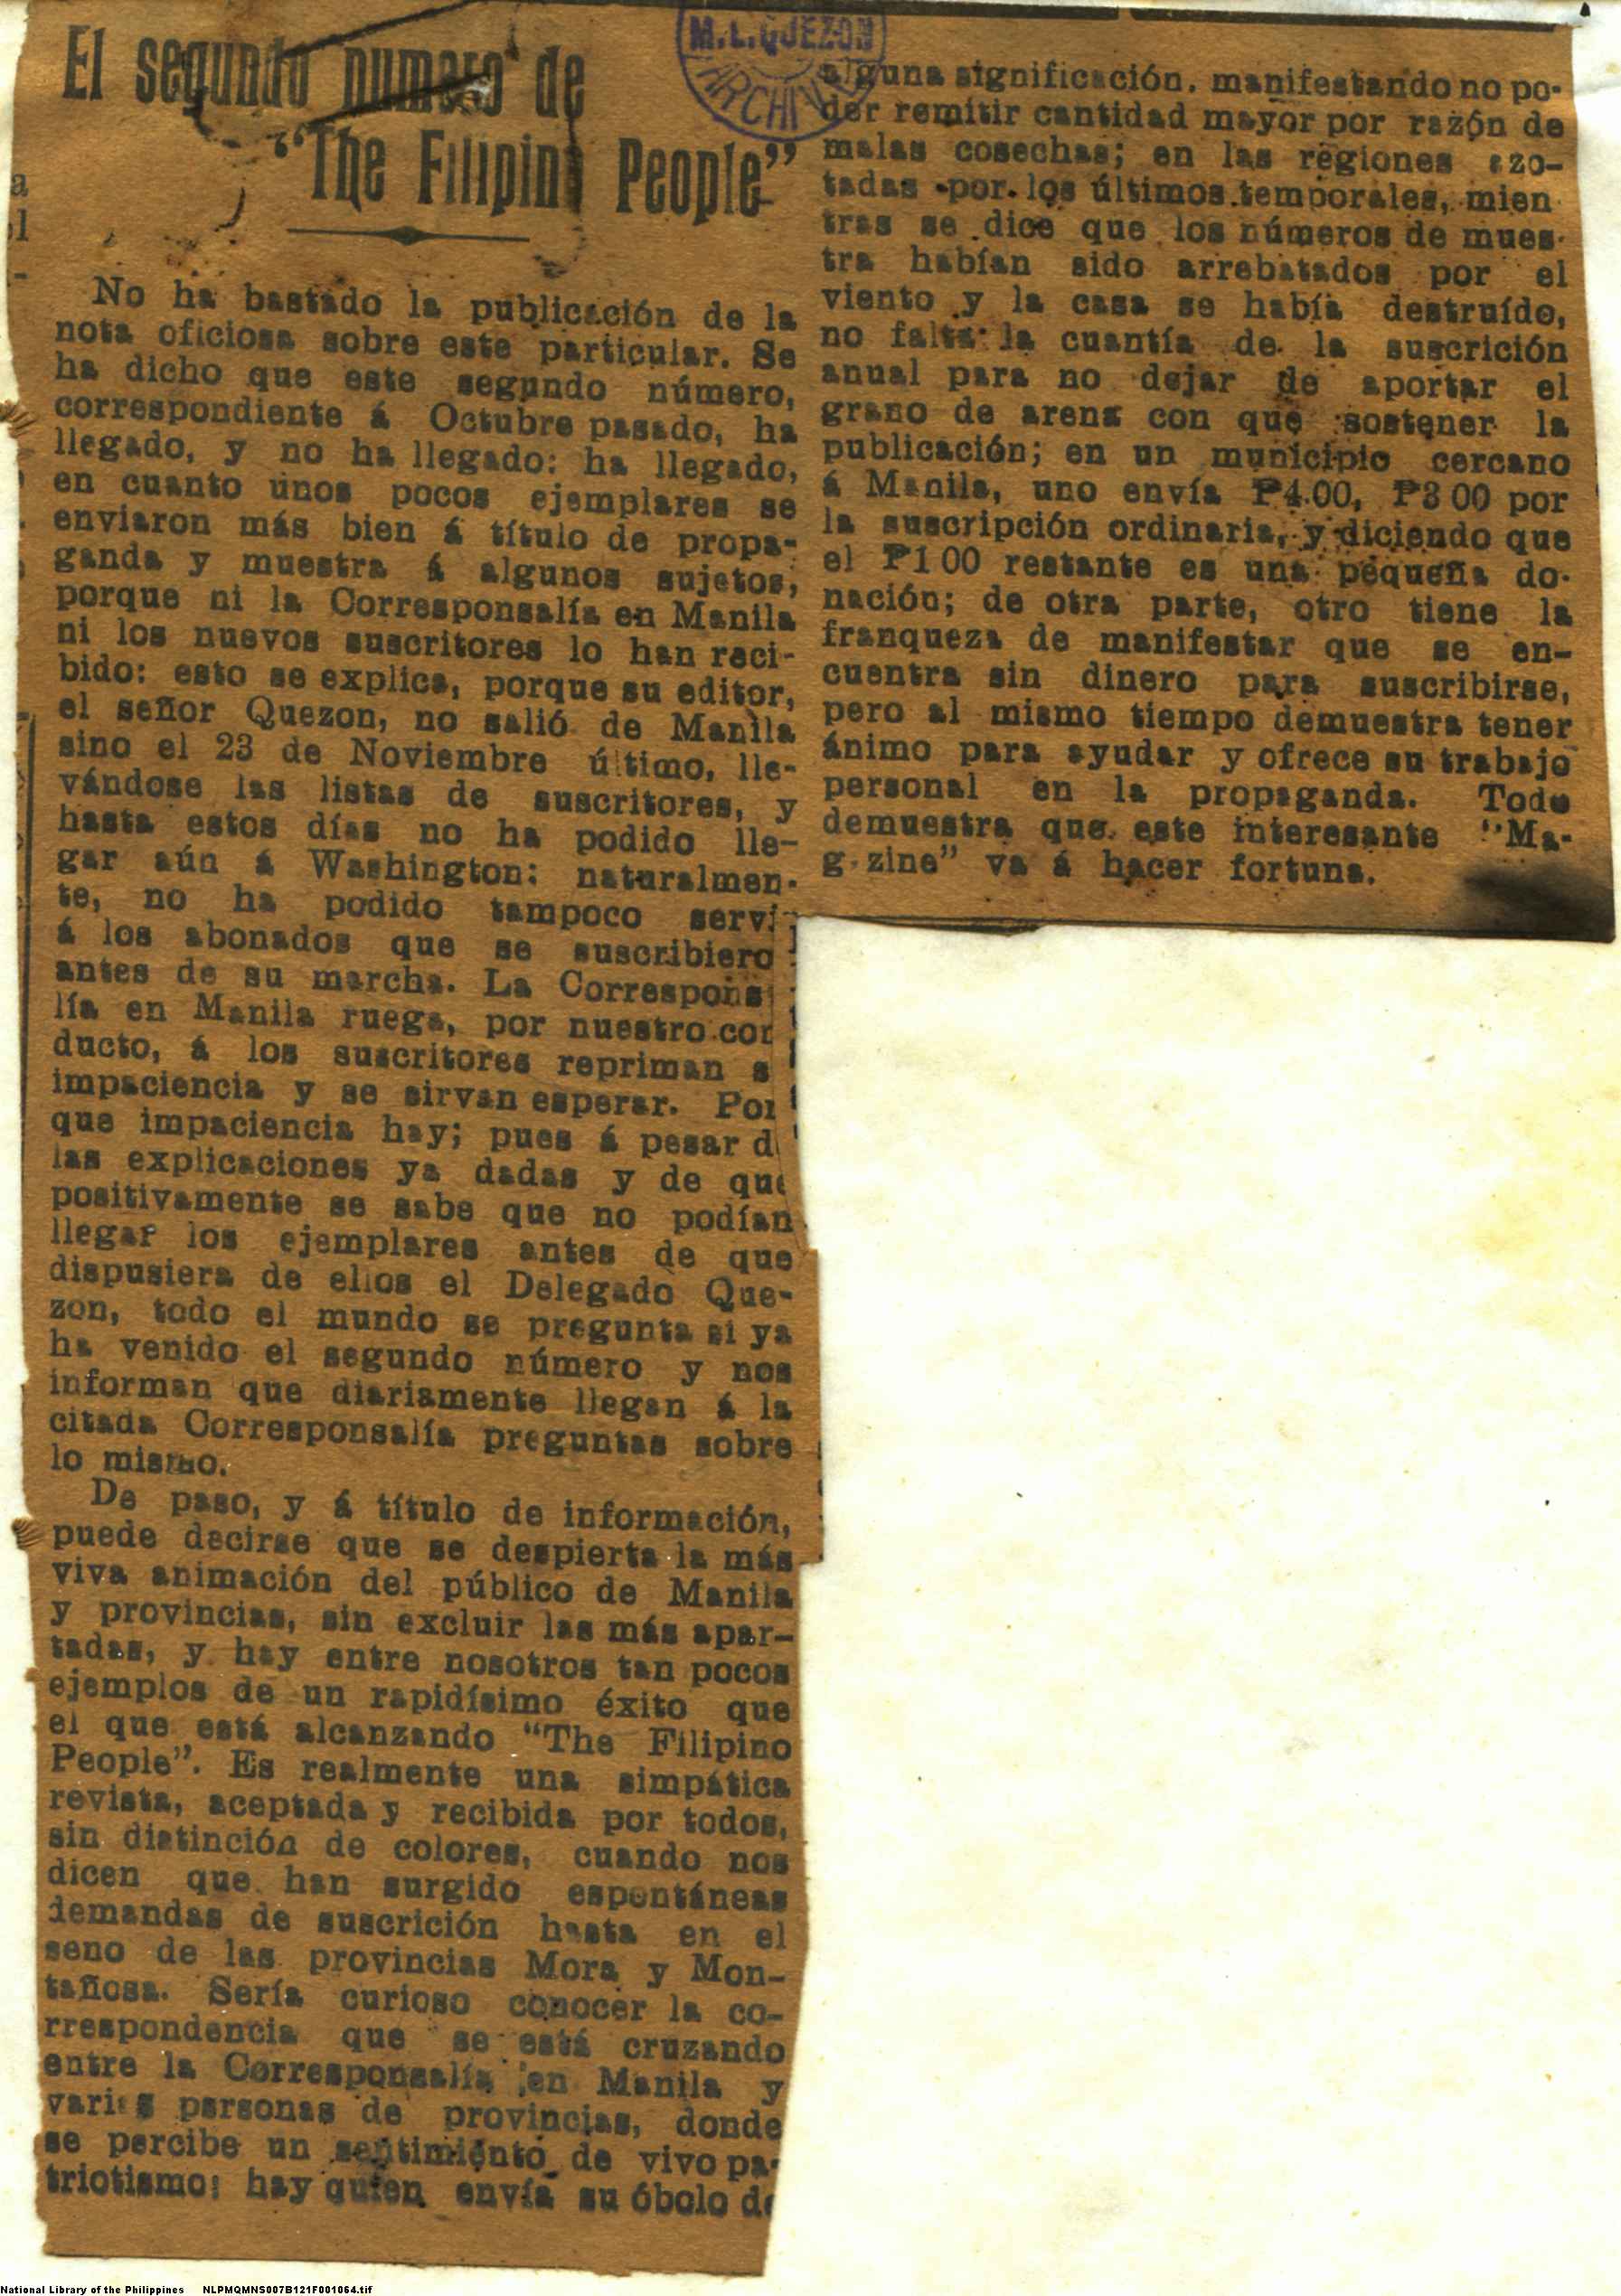 El segundo numero de
"The Filipino People"
M. L. QUEZON
ARCHIVES
No ha bastado la publicación de la
nota oficiosa sobre este particular. Se
ha dicho que este segundo número,
correspondiente á Octubre pasado, ha
llegado, y no ha llegado: ha llegado,
en cuanto unos pocos ejemplares se
enviaron más bien á título de propa-
ganda y muestra á algunos sujetos,
porque ni la Corresponsalía en Manila
ni los nuevos suscritores lo han reci-
bido: esto se explica, porque su editor,
el señor Quezon, no salió de Manila
sino el 23 de Noviembre último, lle-
vándose las listas de suscritores, y
hasta estos días no ha podido lle-
gar aún á Washington: naturalmen-
te, no ha podido tampoco servi
á los abonados que se suscribiero
antes de su marcha. La Corresponsa
lía en Manila ruega, por nuestro con
ducto, á los suscritores repriman s
impaciencia y se sirvan esperar. Por
que impaciencia hay; pues á pesar d
las explicaciones ya dadas y de que
positivamente se sabe que no podían
llegar los ejemplares antes de que
dispusiera de ellos el Delegado Que-
zon, todo el mundo se pregunta si ya
ha venido el segundo número y nos
informan que diariamente llegan á la
citada Corresponsalía preguntas sobre
lo mismo.
De paso, y á título de información,
puede decirse que se despierta la más
viva animación del público de Manila
y provincias, sin excluir las más apar-
tadas, y hay entre nosotros tan pocos
ejemplos de un rapidísimo éxito que
el que está alcanzando "The Filipino
People". Es realmente una simpática
revista, aceptada y recibida por todos,
sin distinción de colores, cuando nos
dicen que han surgido espontáneas
demandas de suscrición hasta en el
seno de las provincias Mora y Mon-
tañosa. Sería curioso conocer la co-
rrespondencia que se está cruzando
entre la Corresponsalía en Manila y
varias personas de provincias, donde
se percibe un sentimiento de vivo pa-
triotismo: hay quien envía su óbolo de
alguna significación, manifestando no po-
der remitir cantidad mayor por razón de
malas cosechas; en las regiones azo-
tadas por los últimos temporales, mien
tras se dice que los números de mues-
tra habían sido arrebatados por el
viento y la casa se había destruído,
no falta la cuantía de la suscrición
anual para no dejar de aportar el
grano de arena con que sostener la
publicación; en un municipio cercano
á Manila, uno envía ₱4.00, ₱3 00 por
la suscripción ordinaria, y diciendo que
el ₱1 00 restante es una pequeña do-
nación; de otra parte, otro tiene la
franqueza de manifestar que se en-
cuentra sin dinero para suscribirse,
pero al mismo tiempo demuestra tener
ánimo para ayudar y ofrece su trabajo
personal en la propaganda. Todo
demuestra que este interesante "Ma-
gazine" va á hacer fortuna.
National Library of the Philippines NLPMQMNS007B121F001064.tif